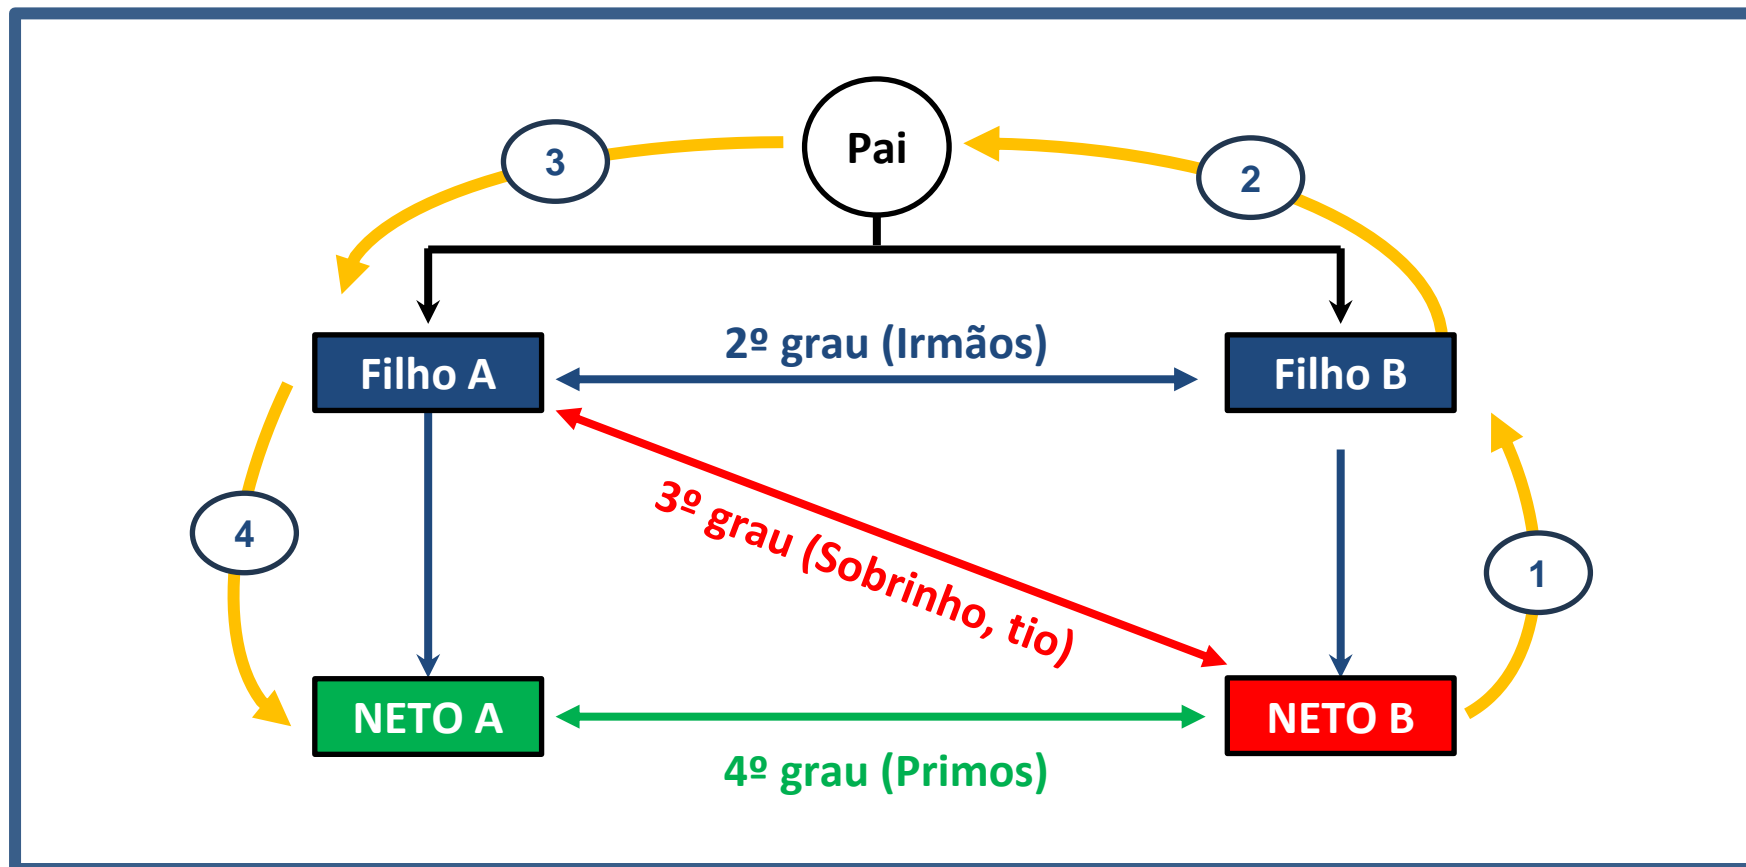 Pai
3
2
2º grau (Irmãos)
Filho A
Filho B
3º grau (Sobrinho, tio)
4
1
NETO A
NETO B
4º grau (Primos)